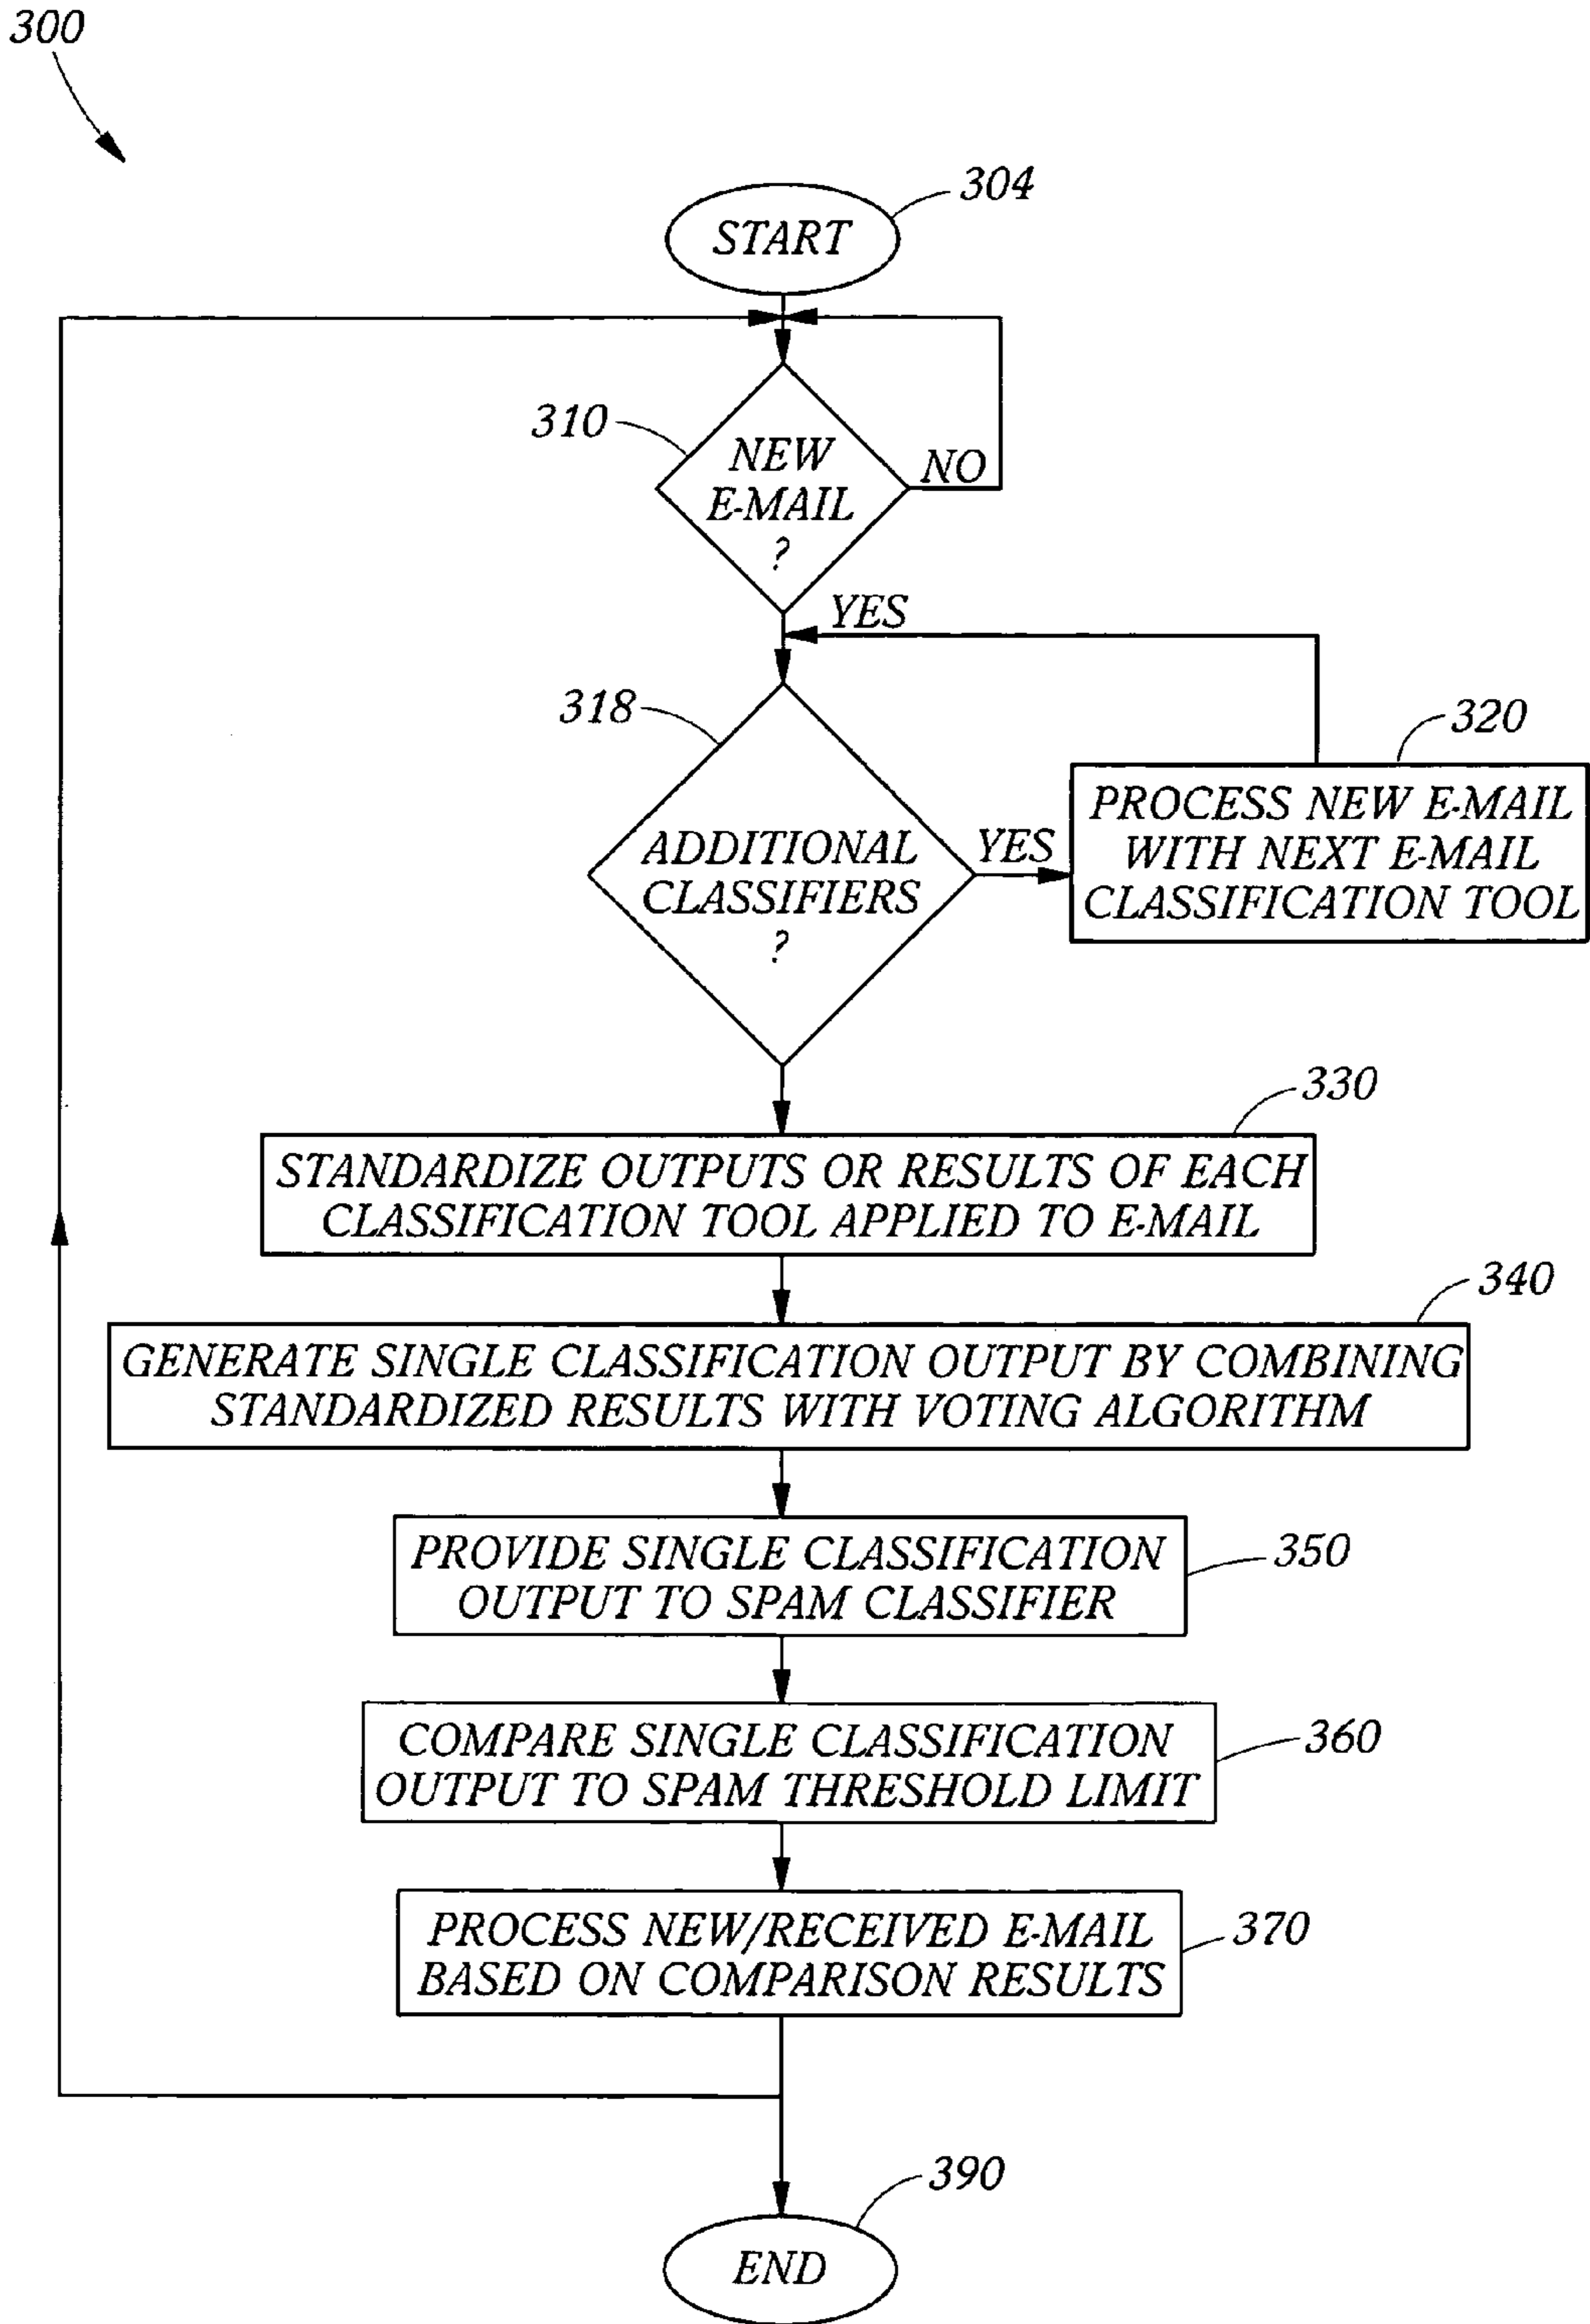 300
304
START
310
NEW
E-MAIL
?
NO
YES
318
ADDITIONAL
CLASSIFIERS
?
YES
320
PROCESS NEW E-MAIL
WITH NEXT E-MAIL
CLASSIFICATION TOOL
330
STANDARDIZE OUTPUTS OR RESULTS OF EACH
CLASSIFICATION TOOL APPLIED TO E-MAIL
340
GENERATE SINGLE CLASSIFICATION OUTPUT BY COMBINING
STANDARDIZED RESULTS WITH VOTING ALGORITHM
350
PROVIDE SINGLE CLASSIFICATION
OUTPUT TO SPAM CLASSIFIER
360
COMPARE SINGLE CLASSIFICATION
OUTPUT TO SPAM THRESHOLD LIMIT
370
PROCESS NEW/RECEIVED E-MAIL
BASED ON COMPARISON RESULTS
390
END